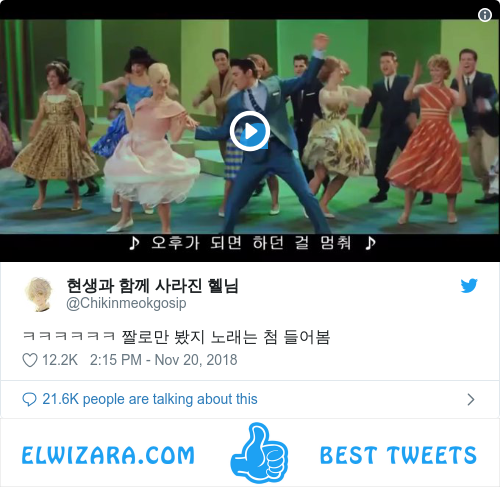 ♪ 오후가 되면 하던 걸 멈춰 ♪
현생과 함께 사라진 헬님
@Chikinmeokgosip
ㅋㅋㅋㅋㅋㅋ 짤로만 봤지 노래는 첨 들어봄
12.2K 2:15 PM - Nov 20, 2018
21.6K people are talking about this
ELWIZARA.COM BEST TWEETS